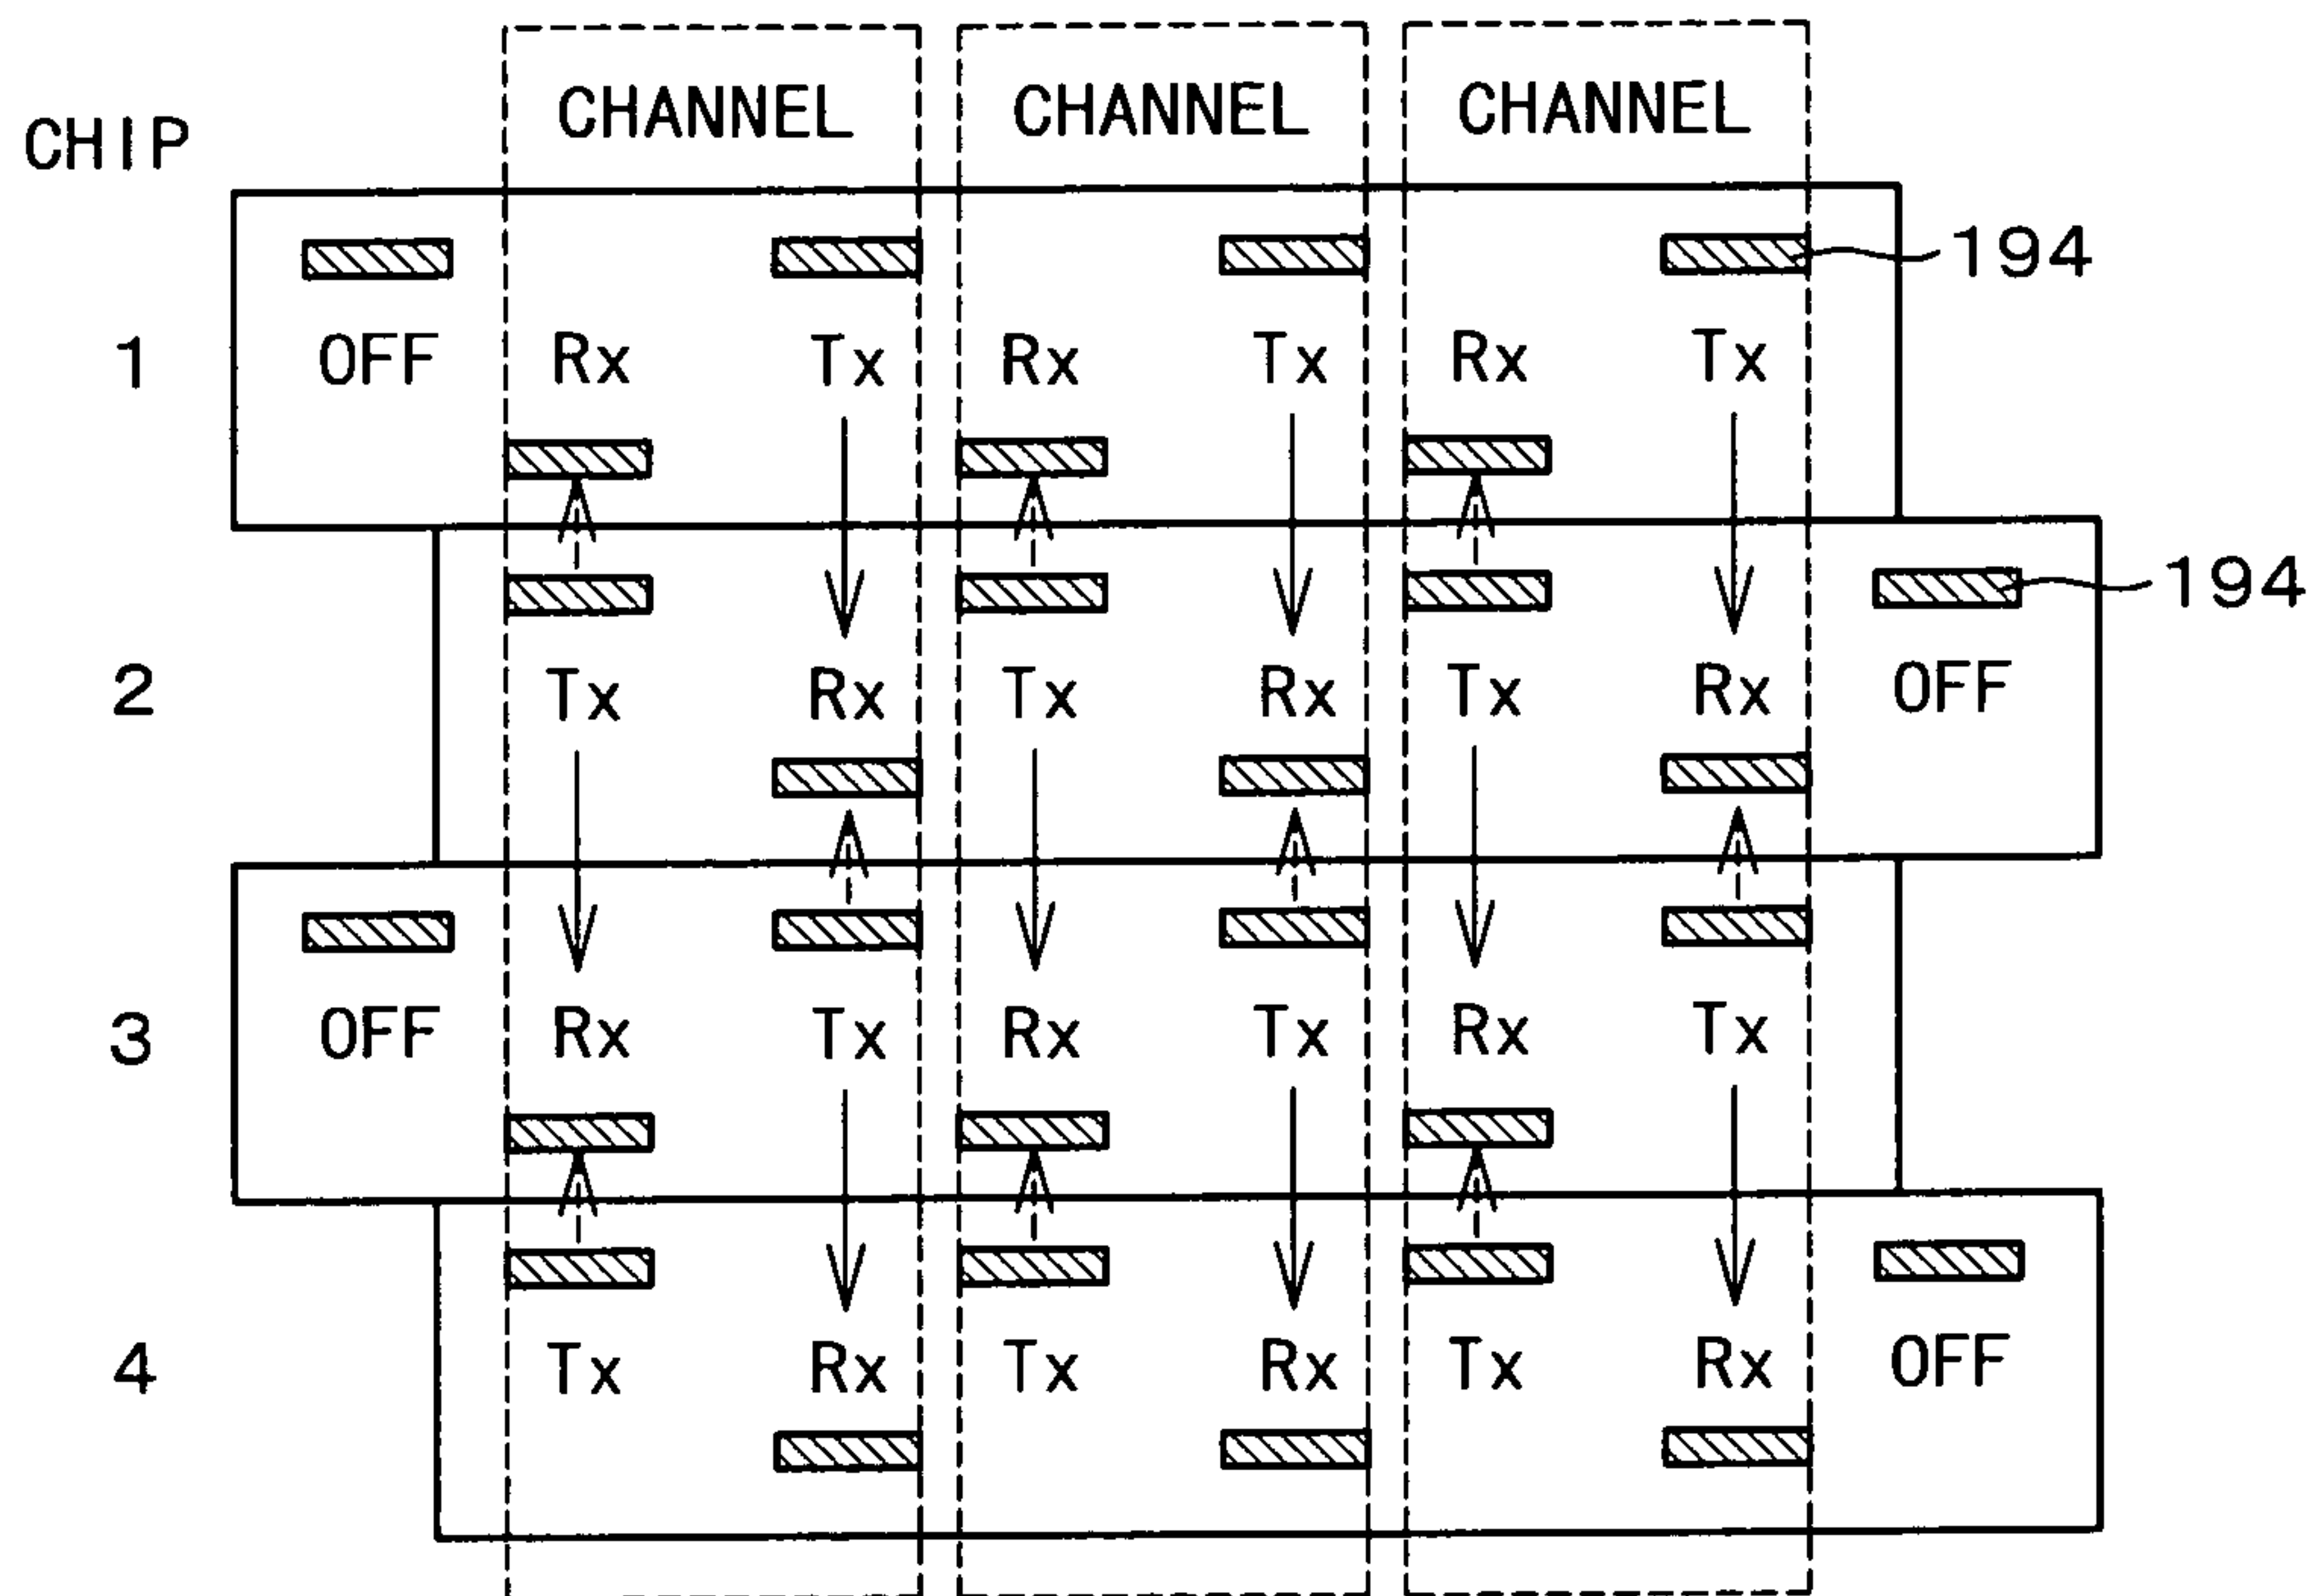 CHANNEL CHANNEL CHANNEL
CHIP
194
1 OFF Rx Tx Rx Tx Rx Tx
194
2 Tx Rx Tx Rx Tx Rx OFF
3 OFF Rx Tx Rx Tx Rx Tx
4 Tx Rx Tx Rx Tx Rx OFF